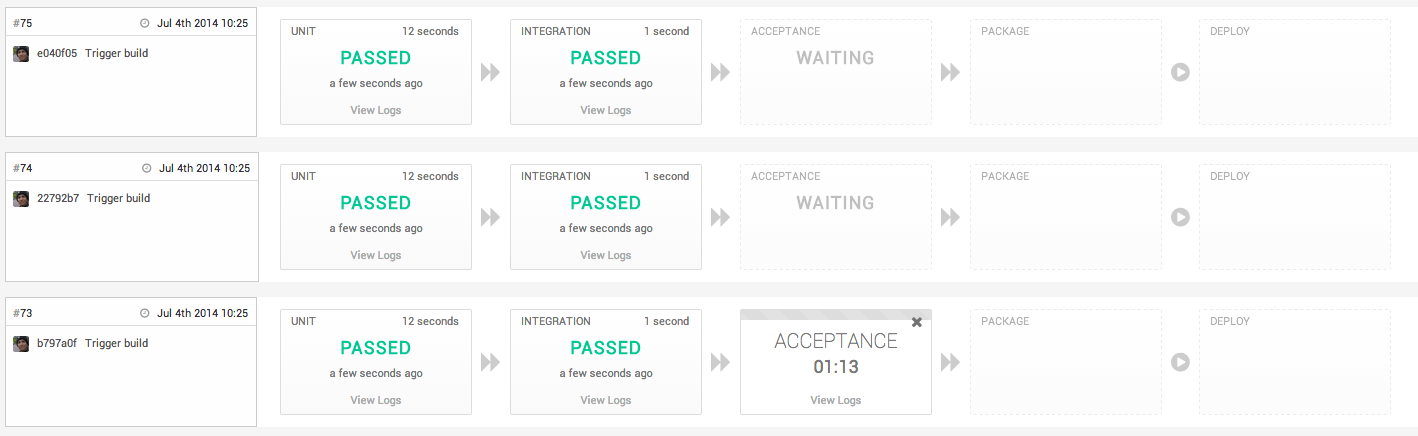 #75 Jul 4th 2014 10:25
e040f05 Trigger build
UNIT 12 seconds
PASSED
a few seconds ago
View Logs
INTEGRATION 1 second
PASSED
a few seconds ago
View Logs
ACCEPTANCE
WAITING
PACKAGE
DEPLOY
#74 Jul 4th 2014 10:25
22792b7 Trigger build
UNIT 12 seconds
PASSED
a few seconds ago
View Logs
INTEGRATION 1 second
PASSED
a few seconds ago
View Logs
ACCEPTANCE
WAITING
PACKAGE
DEPLOY
#73 Jul 4th 2014 10:25
b797a0f Trigger build
UNIT 12 seconds
PASSED
a few seconds ago
View Logs
INTEGRATION 1 second
PASSED
a few seconds ago
View Logs
ACCEPTANCE
01:13
View Logs
PACKAGE
DEPLOY